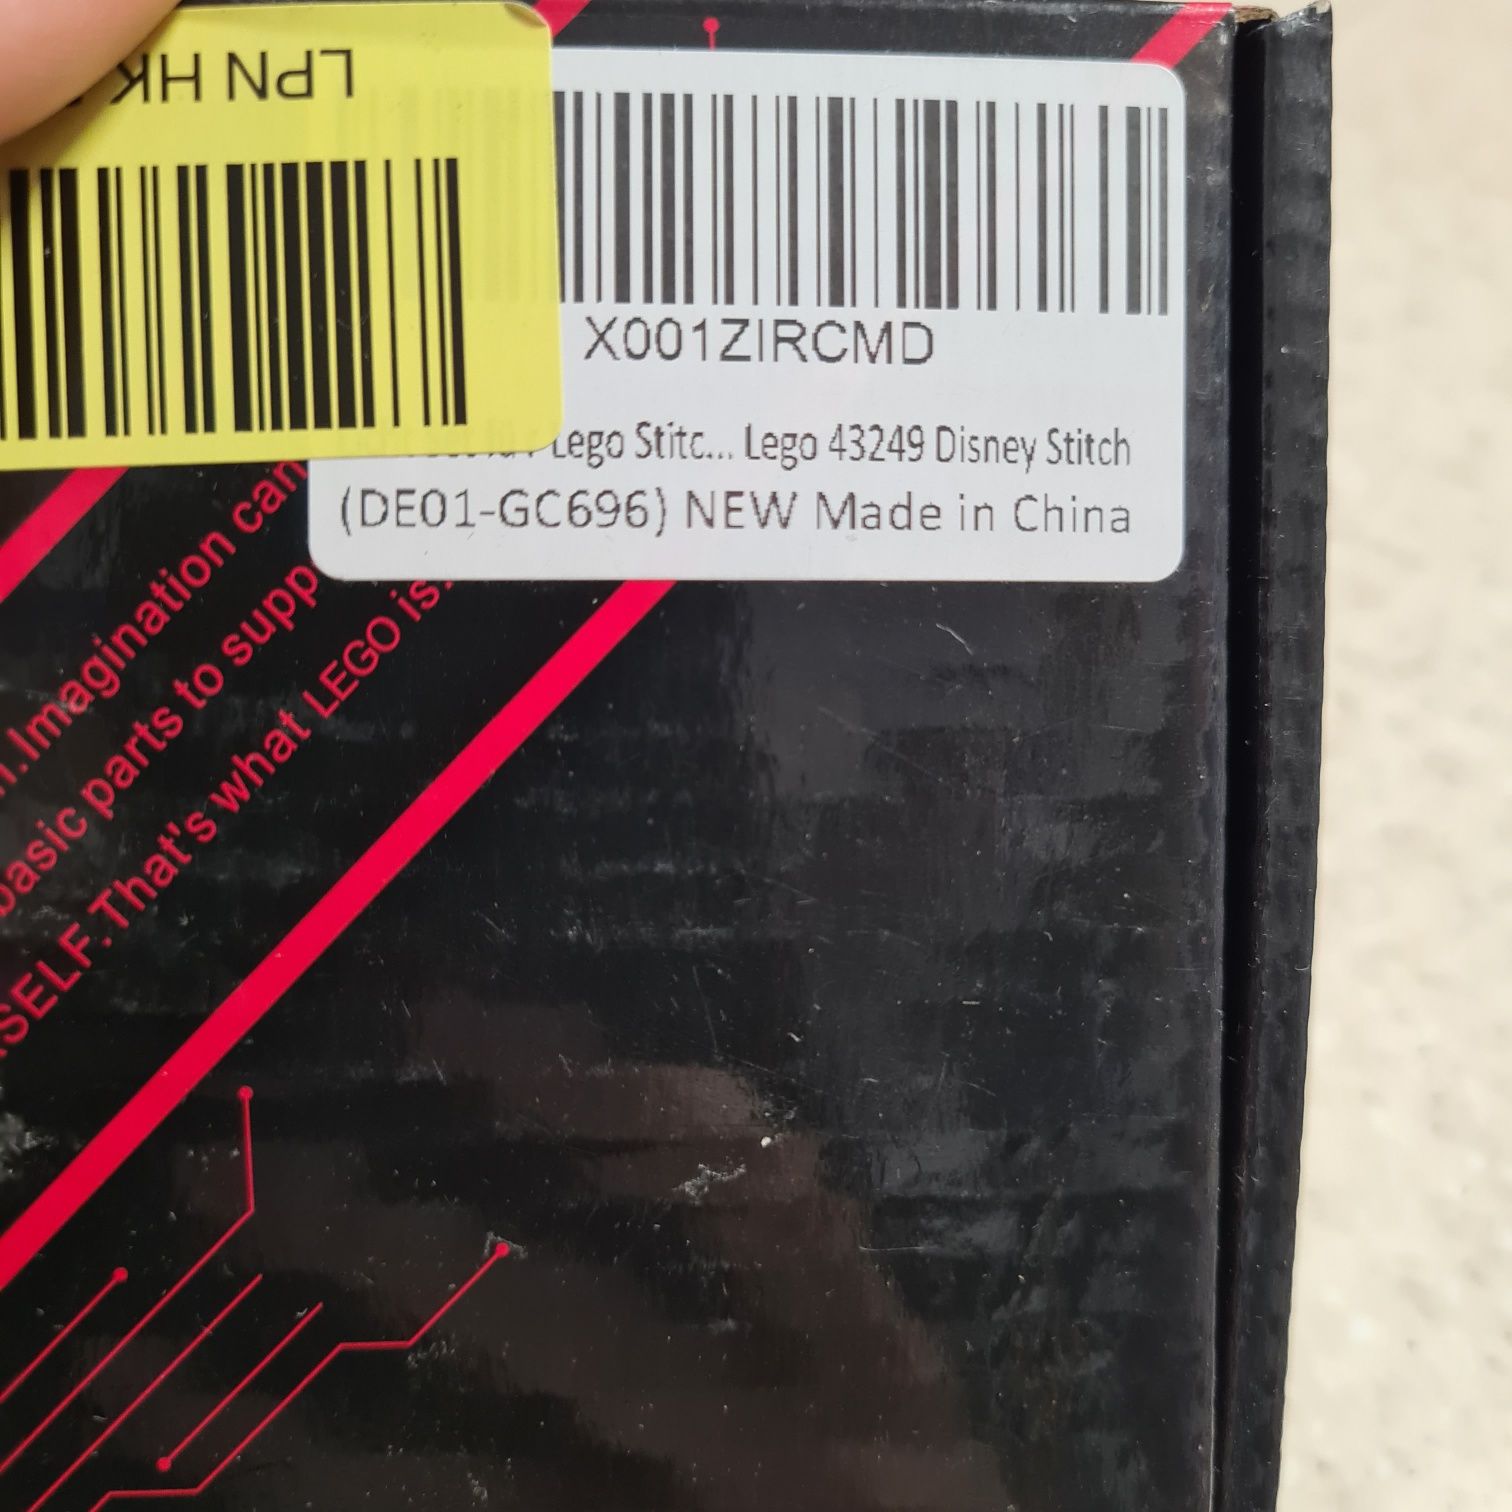 LPN HK
X001ZIRCMD
Lego Stitc... Lego 43249 Disney Stitch
(DE01-GC696) NEW Made in China
.Imagination can
basic parts to supp
SELF.That's what LEGO is.